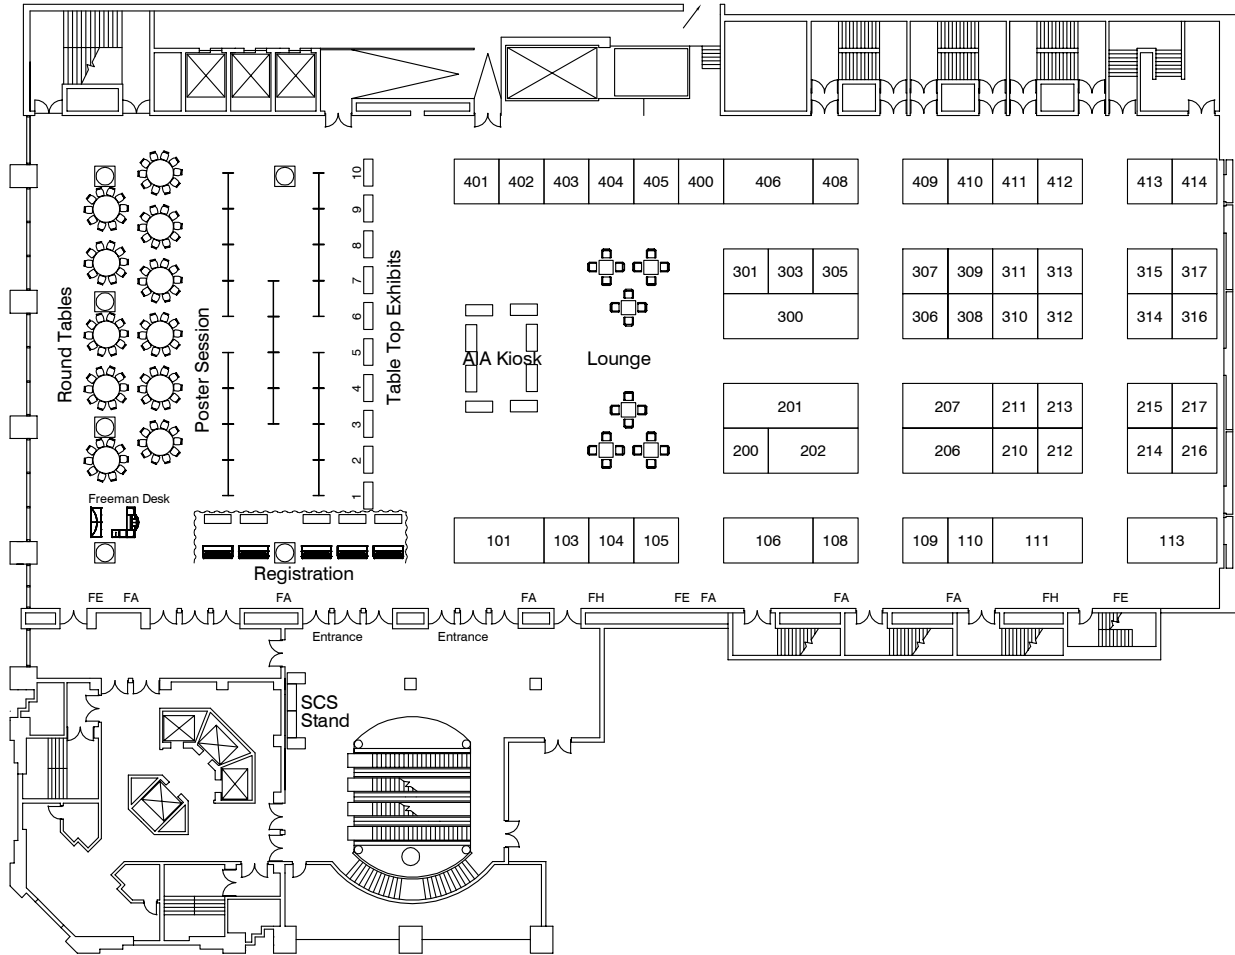 401 402 403 404 405 400 406 408 409 410 411 412 413 414
10
9
8
7
6
5
4
3
2
1
Round Tables
Poster Session
Table Top Exhibits
301 303 305 307 309 311 313 315 317
300 306 308 310 312 314 316
AIA Kiosk
Lounge
201 207 211 213 215 217
200 202 206 210 212 214 216
Freeman Desk
101 103 104 105 106 108 109 110 111 113
Registration
FE FA FA FA FH FE FA FA FA FH FE
Entrance Entrance
SCS
Stand